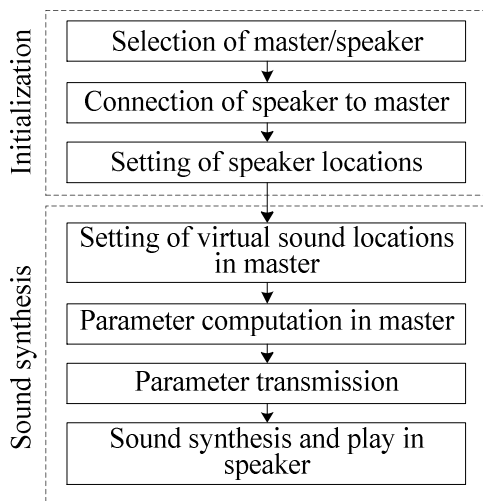 Initialization
Selection of master/speaker
Connection of speaker to master
Setting of speaker locations
Sound synthesis
Setting of virtual sound locations
in master
Parameter computation in master
Parameter transmission
Sound synthesis and play in
speaker